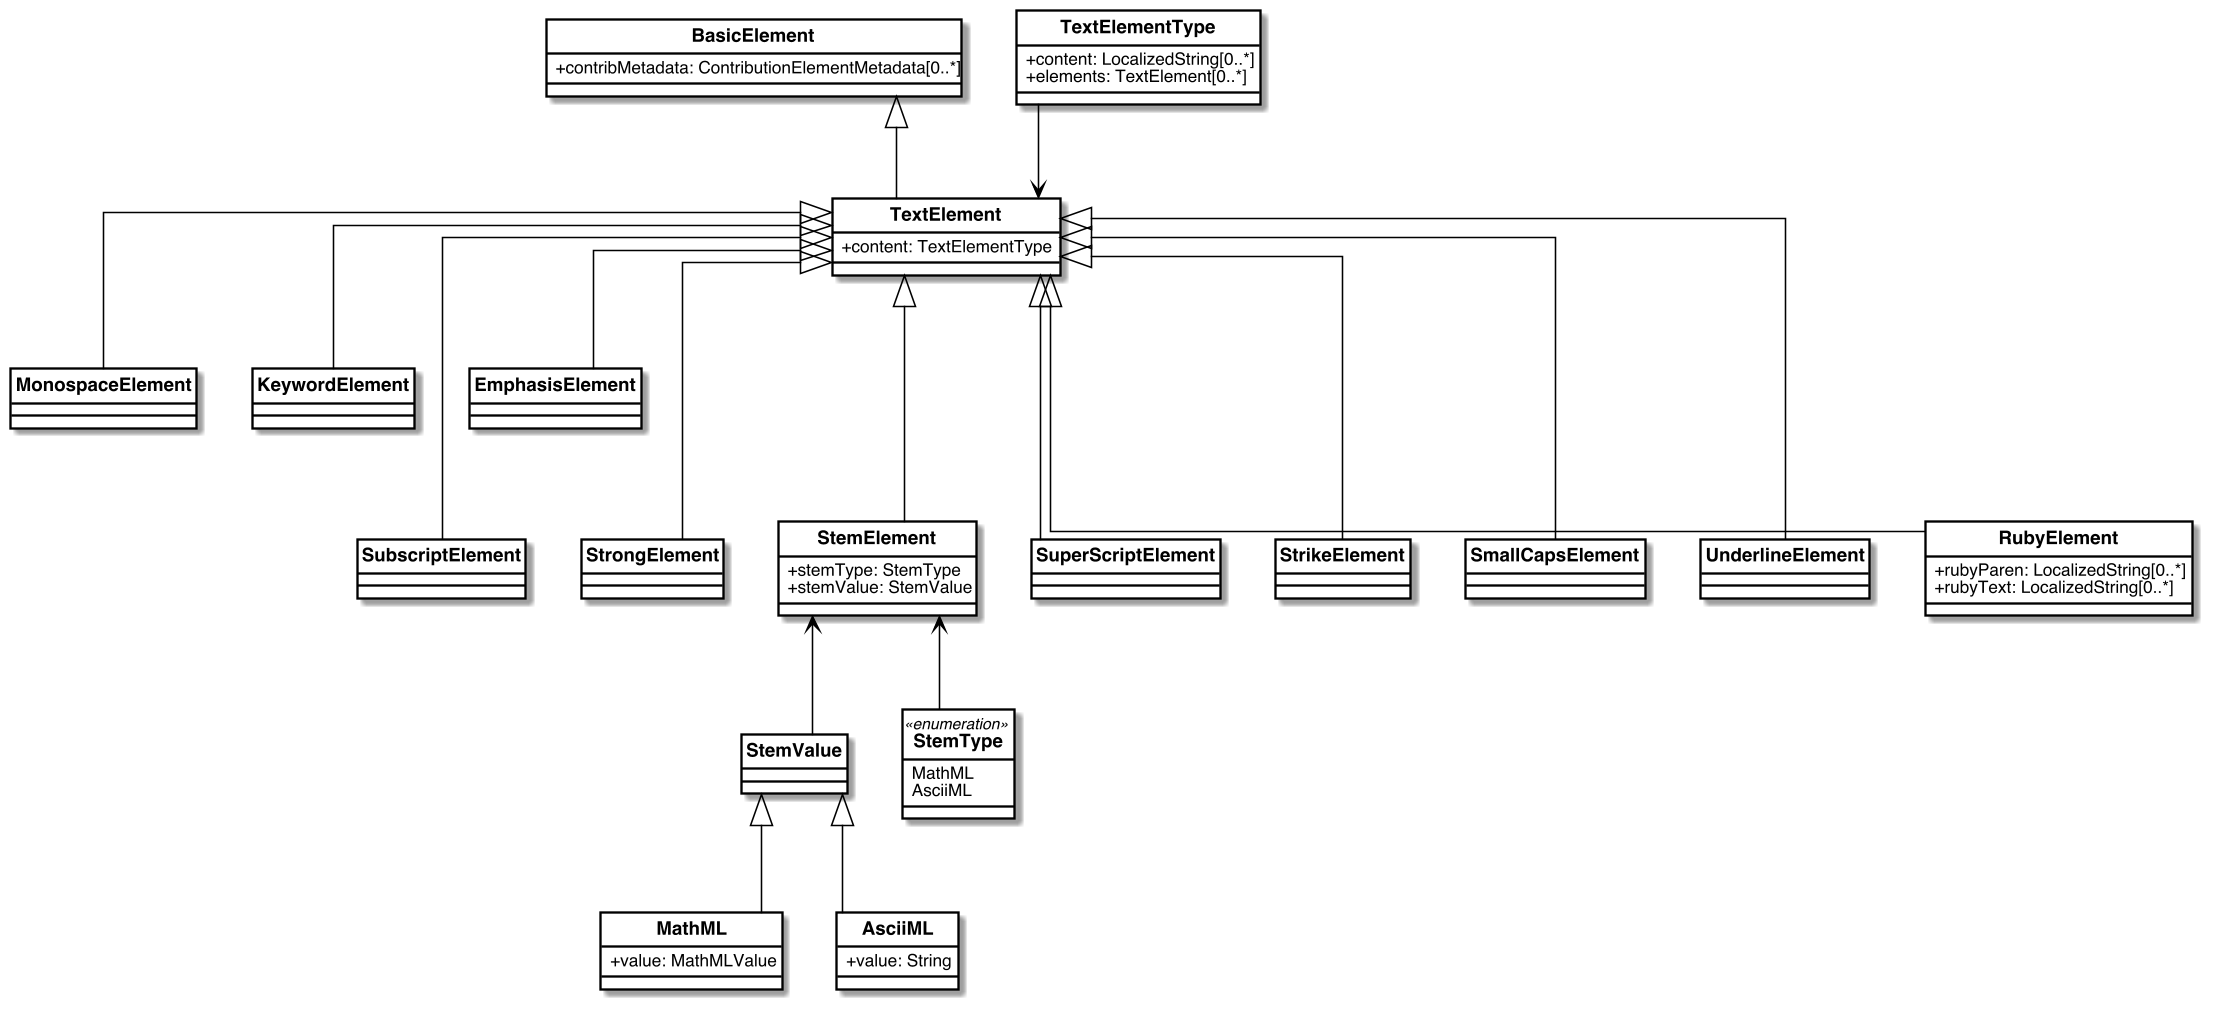 BasicElement
+contribMetadata: ContributionElementMetadata[0..*]
TextElementType
+content: LocalizedString[0..*]
+elements: TextElement[0..*]
TextElement
+content: TextElementType
MonospaceElement
KeywordElement
EmphasisElement
SubscriptElement
StrongElement
StemElement
+stemType: StemType
+stemValue: StemValue
SuperScriptElement
StrikeElement
SmallCapsElement
UnderlineElement
RubyElement
+rubyParen: LocalizedString[0..*]
+rubyText: LocalizedString[0..*]
StemValue
«enumeration»
StemType
MathML
AsciiML
MathML
+value: MathMLValue
AsciiML
+value: String